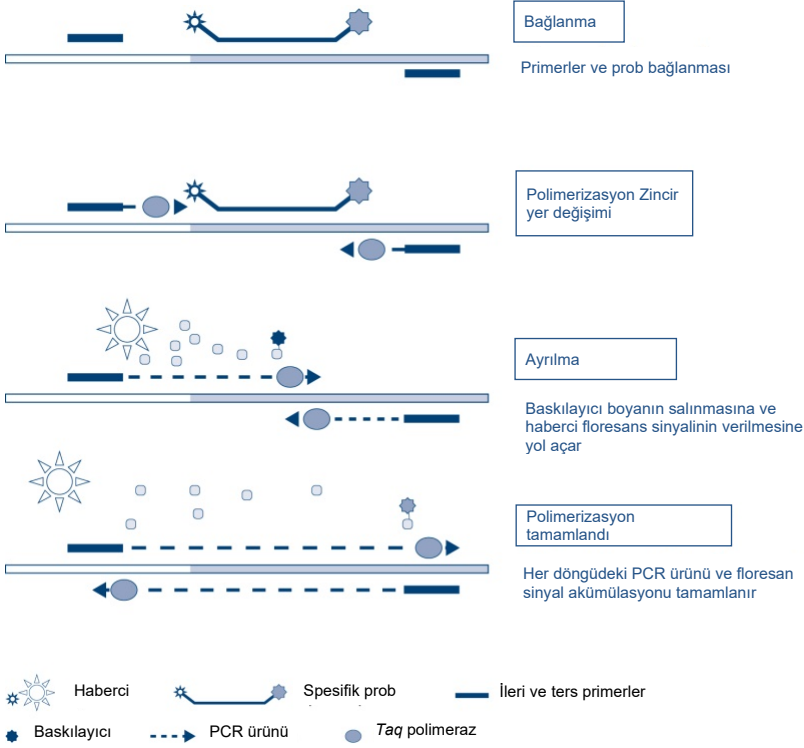 Bağlanma
Primerler ve prob bağlanması
Polimerizasyon Zincir
yer değişimi
Ayrılma
Baskılayıcı boyanın salınmasına ve
haberci floresans sinyalinin verilmesine
yol açar
Polimerizasyon
tamamlandı
Her döngüdeki PCR ürünü ve floresan
sinyal akümülasyonu tamamlanır
Haberci
Spesifik prob
İleri ve ters primerler
Baskılayıcı
PCR ürünü
Taq polimeraz